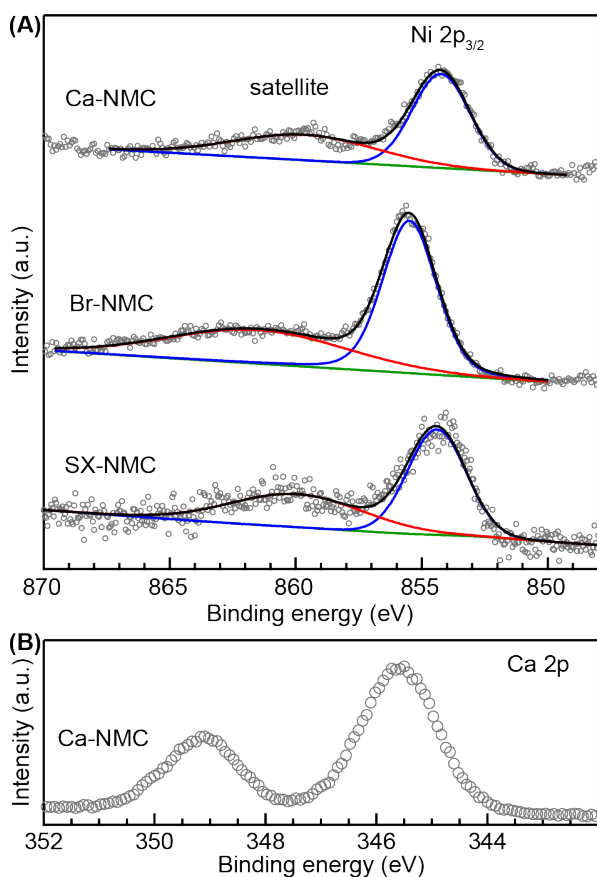 (A)
Ni 2p3/2
satellite
Ca-NMC
Br-NMC
SX-NMC
Intensity (a.u.)
870 865 860 855 850
Binding energy (eV)
(B)
Ca 2p
Ca-NMC
Intensity (a.u.)
352 350 348 346 344
Binding energy (eV)